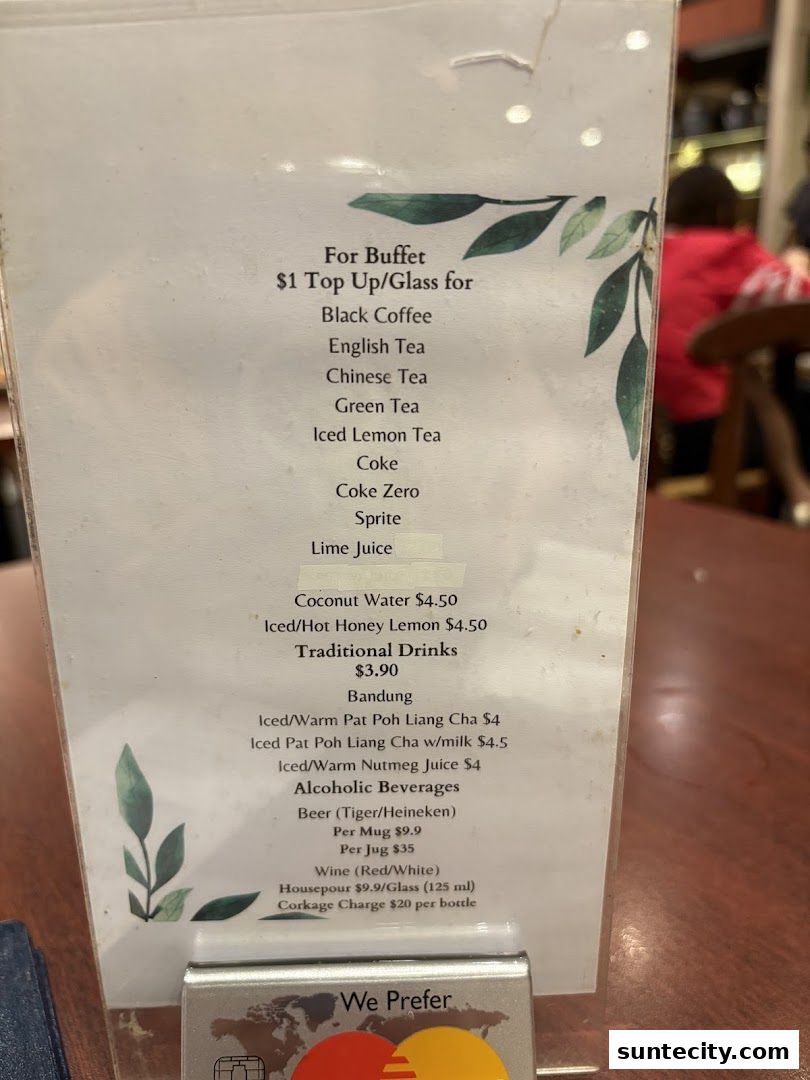 For Buffet
$1 Top Up/Glass for
Black Coffee
English Tea
Chinese Tea
Green Tea
Iced Lemon Tea
Coke
Coke Zero
Sprite
Lime Juice
Coconut Water $4.50
Iced/Hot Honey Lemon $4.50
Traditional Drinks
$3.90
Bandung
Iced/Warm Pat Poh Liang Cha $4
Iced Pat Poh Liang Cha w/milk $4.5
Iced/Warm Nutmeg Juice $4
Alcoholic Beverages
Beer (Tiger/Heineken)
Per Mug $9.9
Per Jug $35
Wine (Red/White)
Housepour $9.9/Glass (125 ml)
Corkage Charge $20 per bottle
We Prefer
suntecity.com